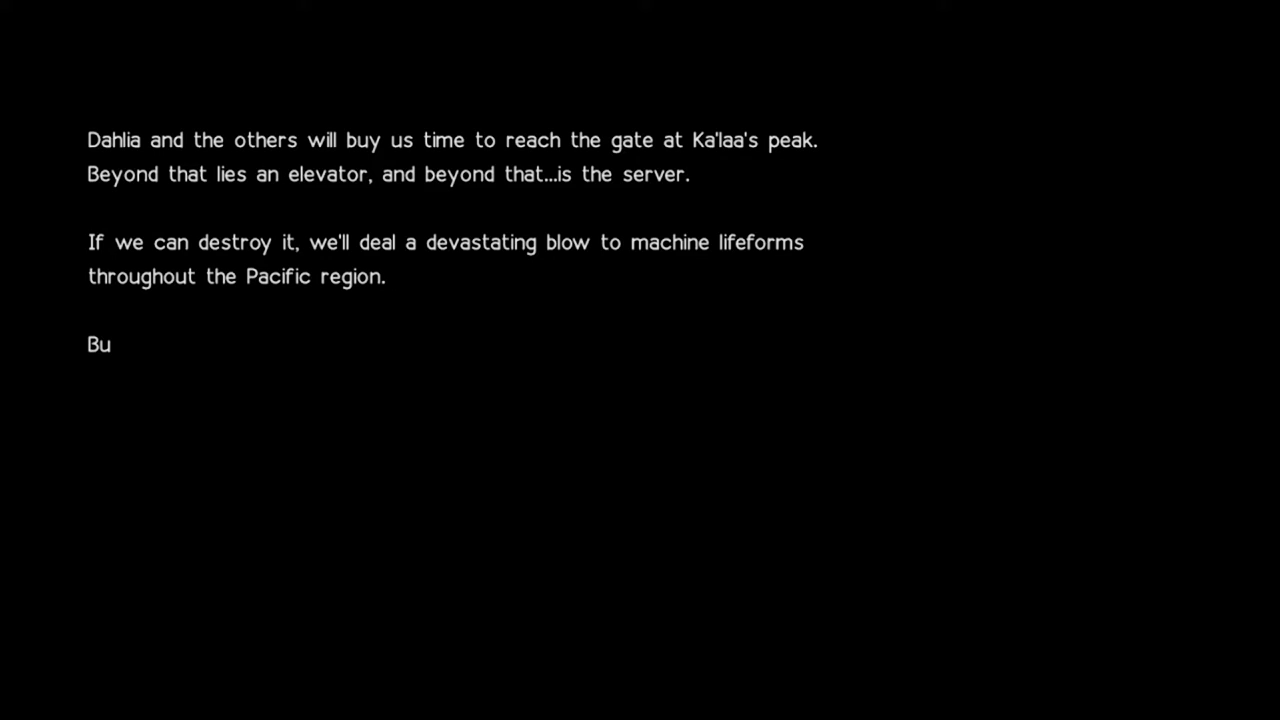 Dahlia and the others will buy us time to reach the gate at Ka'laa's peak.
Beyond that lies an elevator, and beyond that...is the server.
If we can destroy it, we'll deal a devastating blow to machine lifeforms
throughout the Pacific region.
Bu